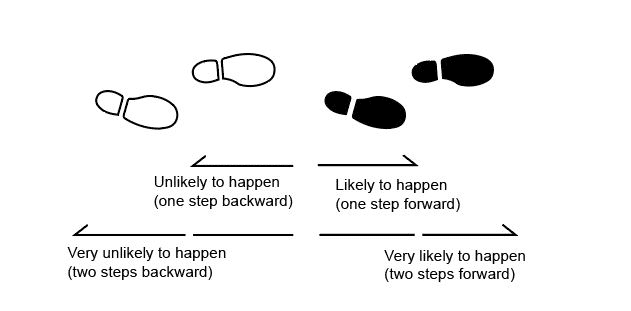 Unlikely to happen
(one step backward)
Likely to happen
(one step forward)
Very unlikely to happen
(two steps backward)
Very likely to happen
(two steps forward)